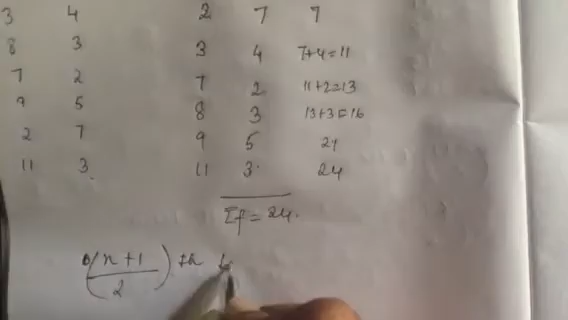 3 4 2 7 7
8 3 3 4 7+4=11
7 2 7 2 11+2=13
9 5 8 3 13+3=16
2 7 9 5 21
11 3 11 3 24
Σf = 24
(n+1/2) th